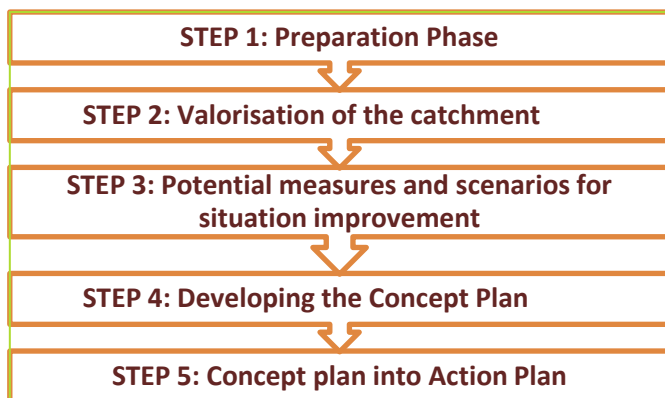 STEP 1: Preparation Phase
STEP 2: Valorisation of the catchment
STEP 3: Potential measures and scenarios for
situation improvement
STEP 4: Developing the Concept Plan
STEP 5: Concept plan into Action Plan